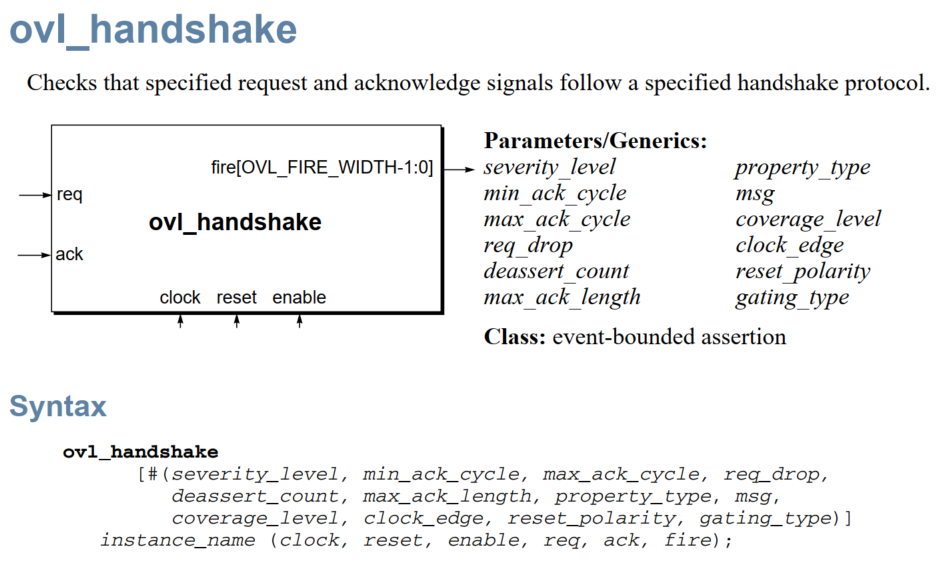 ovl_handshake
Checks that specified request and acknowledge signals follow a specified handshake protocol.
fire[OVL_FIRE_WIDTH-1:0]
req
ovl_handshake
ack
clock reset enable
Parameters/Generics:
severity_level property_type
min_ack_cycle msg
max_ack_cycle coverage_level
req_drop clock_edge
deassert_count reset_polarity
max_ack_length gating_type
Class: event-bounded assertion
Syntax
ovl_handshake
[#(severity_level, min_ack_cycle, max_ack_cycle, req_drop,
deassert_count, max_ack_length, property_type, msg,
coverage_level, clock_edge, reset_polarity, gating_type)]
instance_name (clock, reset, enable, req, ack, fire);